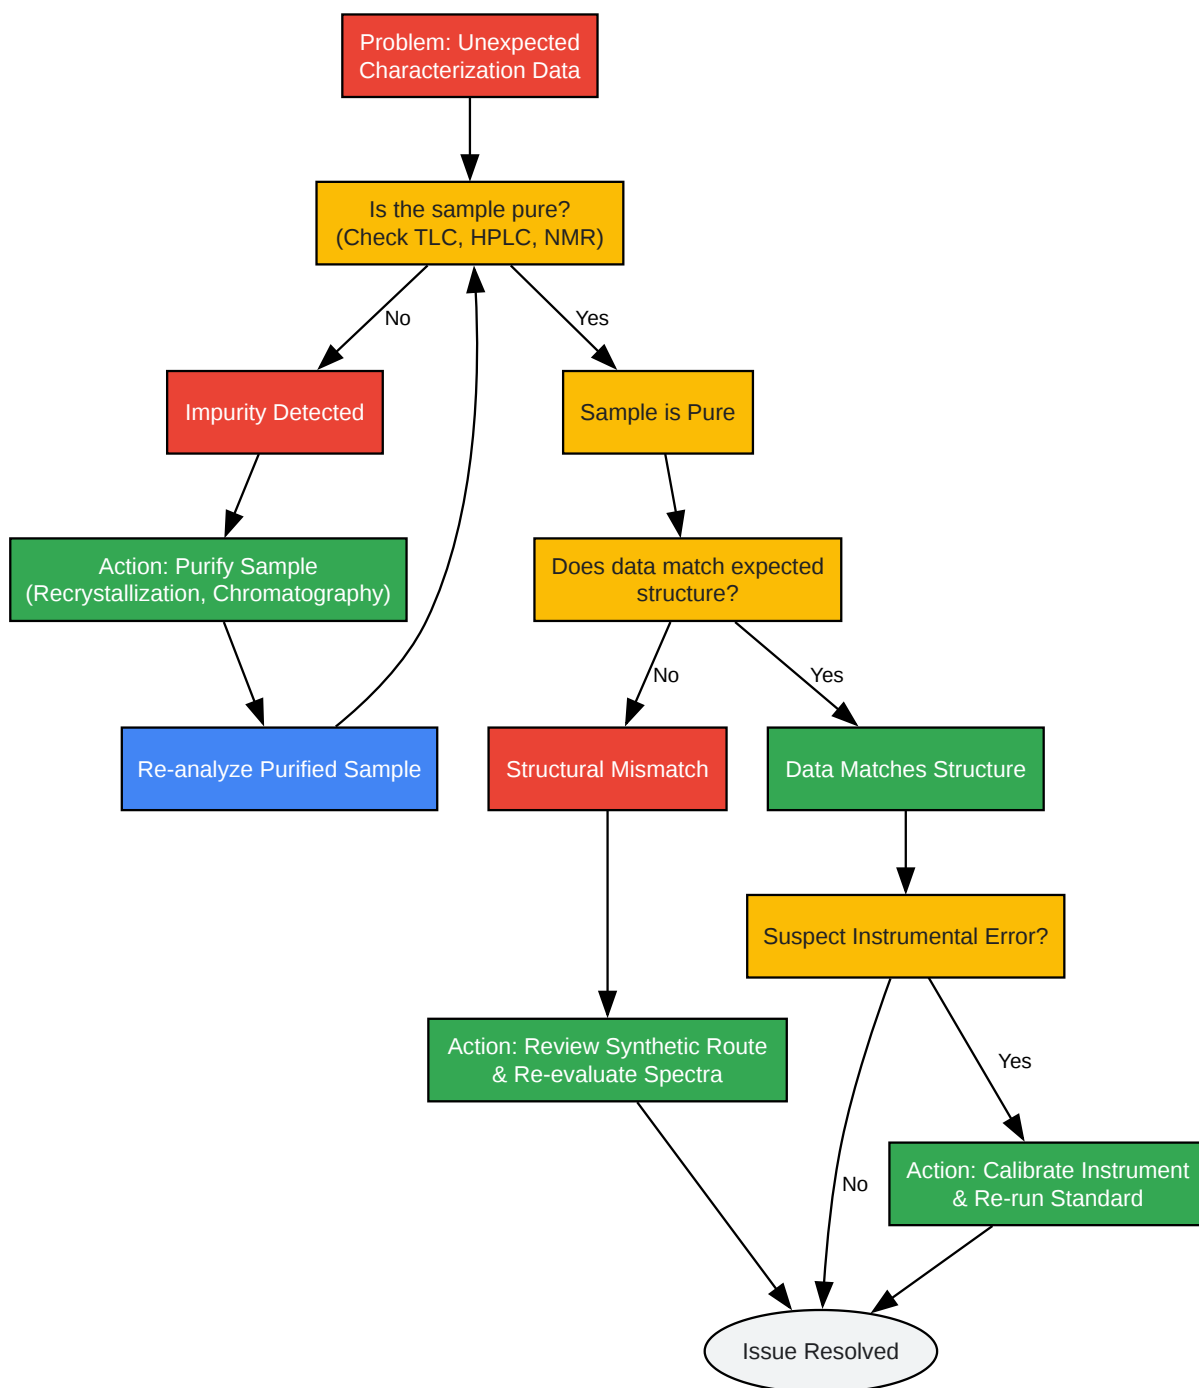 Problem: Unexpected
Characterization Data
Is the sample pure?
(Check TLC, HPLC, NMR)
No
Yes
Impurity Detected
Sample is Pure
Action: Purify Sample
(Recrystallization, Chromatography)
Does data match expected
structure?
No
Yes
Re-analyze Purified Sample
Structural Mismatch
Data Matches Structure
Suspect Instrumental Error?
Action: Review Synthetic Route
& Re-evaluate Spectra
Yes
No
Action: Calibrate Instrument
& Re-run Standard
Issue Resolved